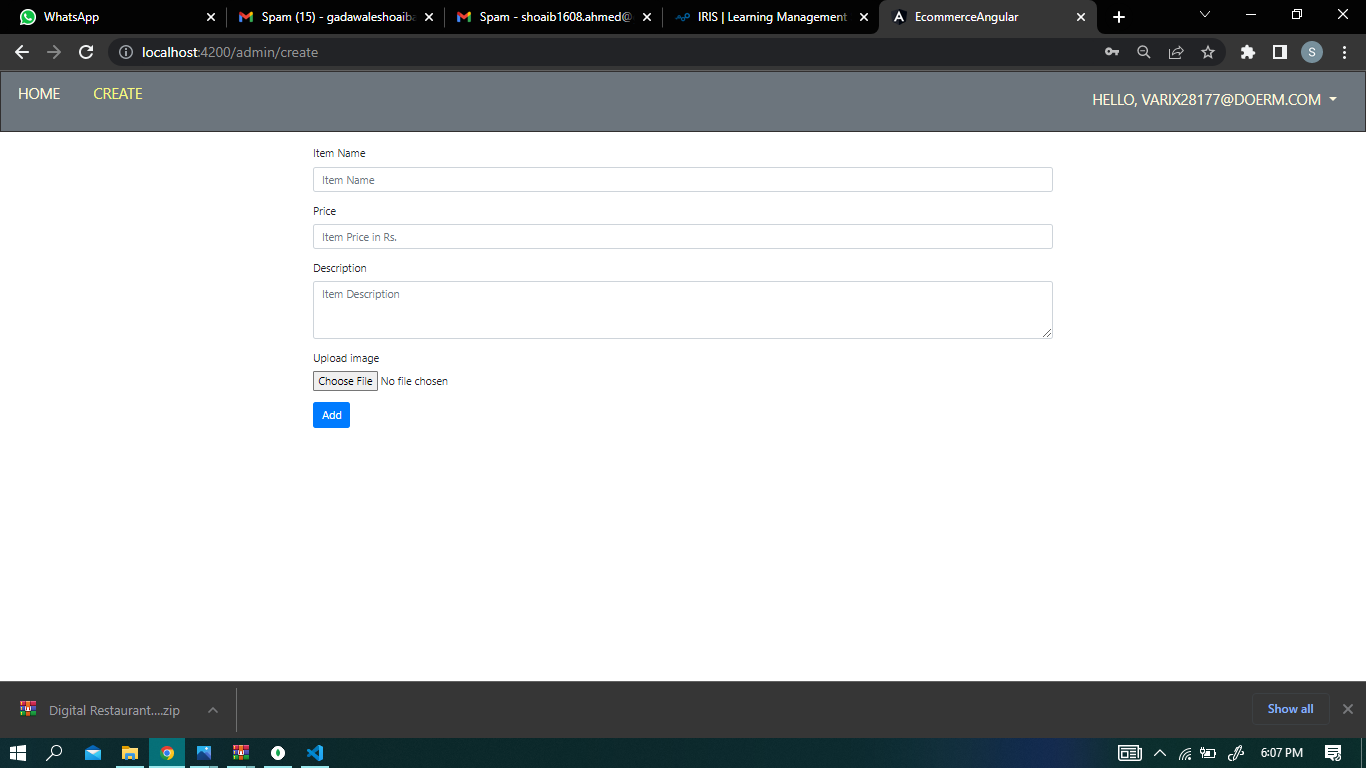 WhatsApp
Spam (15) - gadawaleshoaiba
Spam - shoaib1608.ahmed@
IRIS | Learning Management
EcommerceAngular
localhost:4200/admin/create
S
HOME
CREATE
HELLO, VARIX28177@DOERM.COM
Item Name
Item Name
Price
Item Price in Rs.
Description
Item Description
Upload image
Choose File No file chosen
Add
Digital Restaurant....zip
Show all
6:07 PM